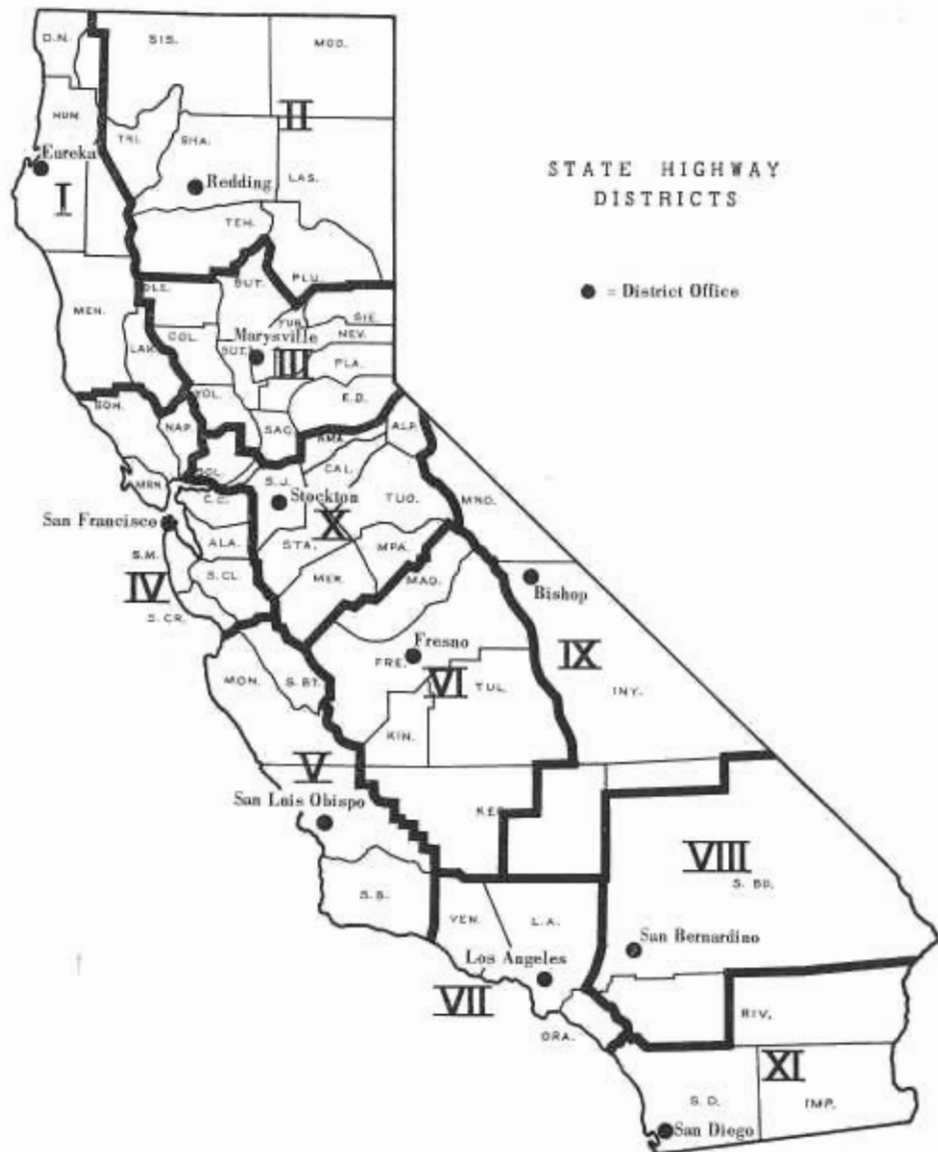 STATE HIGHWAY
DISTRICTS
● = District Office
D.N.
SIS.
MOD.
HUM.
TRI.
SHA.
II
LAS.
Eureka
Redding
I
TEH.
PLU.
BUT.
MEN.
COL.
YUB.
SIE.
NEV.
LAK.
SUT.
Marysville
III
PLA.
E.D.
YOL.
SON.
NAP.
SAC.
AMA.
ALP.
SOL.
CAL.
S.J.
MRN.
C.C.
Stockton
TUO.
MNO.
San Francisco
X
ALA.
STA.
MPA.
S.M.
S.CL.
MER.
MAD.
IV
Bishop
S.CR.
Fresno
IX
FRE.
MON.
S.BT.
VI
TUL.
INY.
KIN.
V
San Luis Obispo
VIII
S. BD.
S.B.
VEN.
L.A.
San Bernardino
Los Angeles
VII
RIV.
ORA.
XI
S.D.
IMP.
San Diego